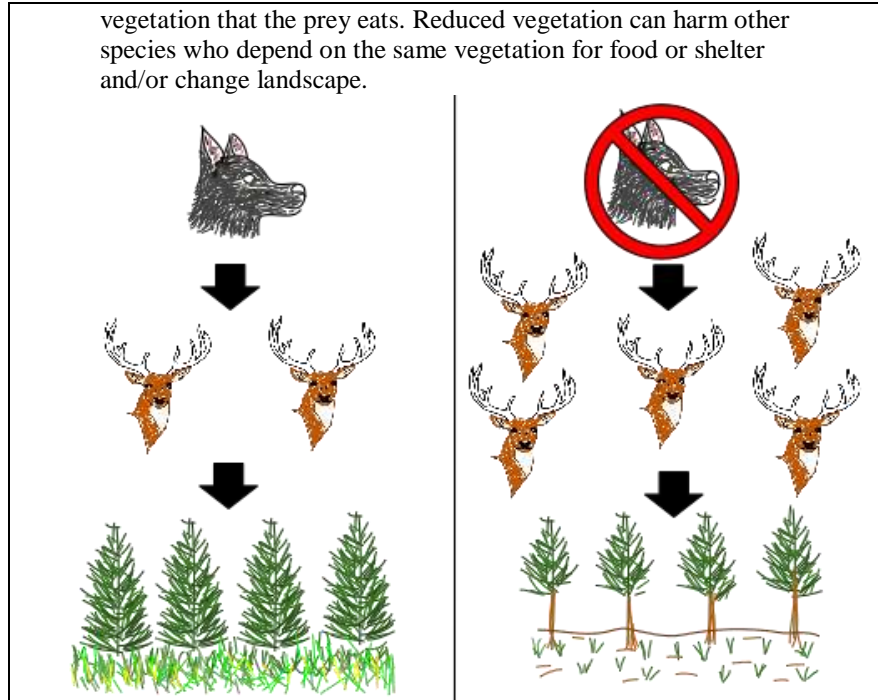 vegetation that the prey eats. Reduced vegetation can harm other
species who depend on the same vegetation for food or shelter
and/or change landscape.